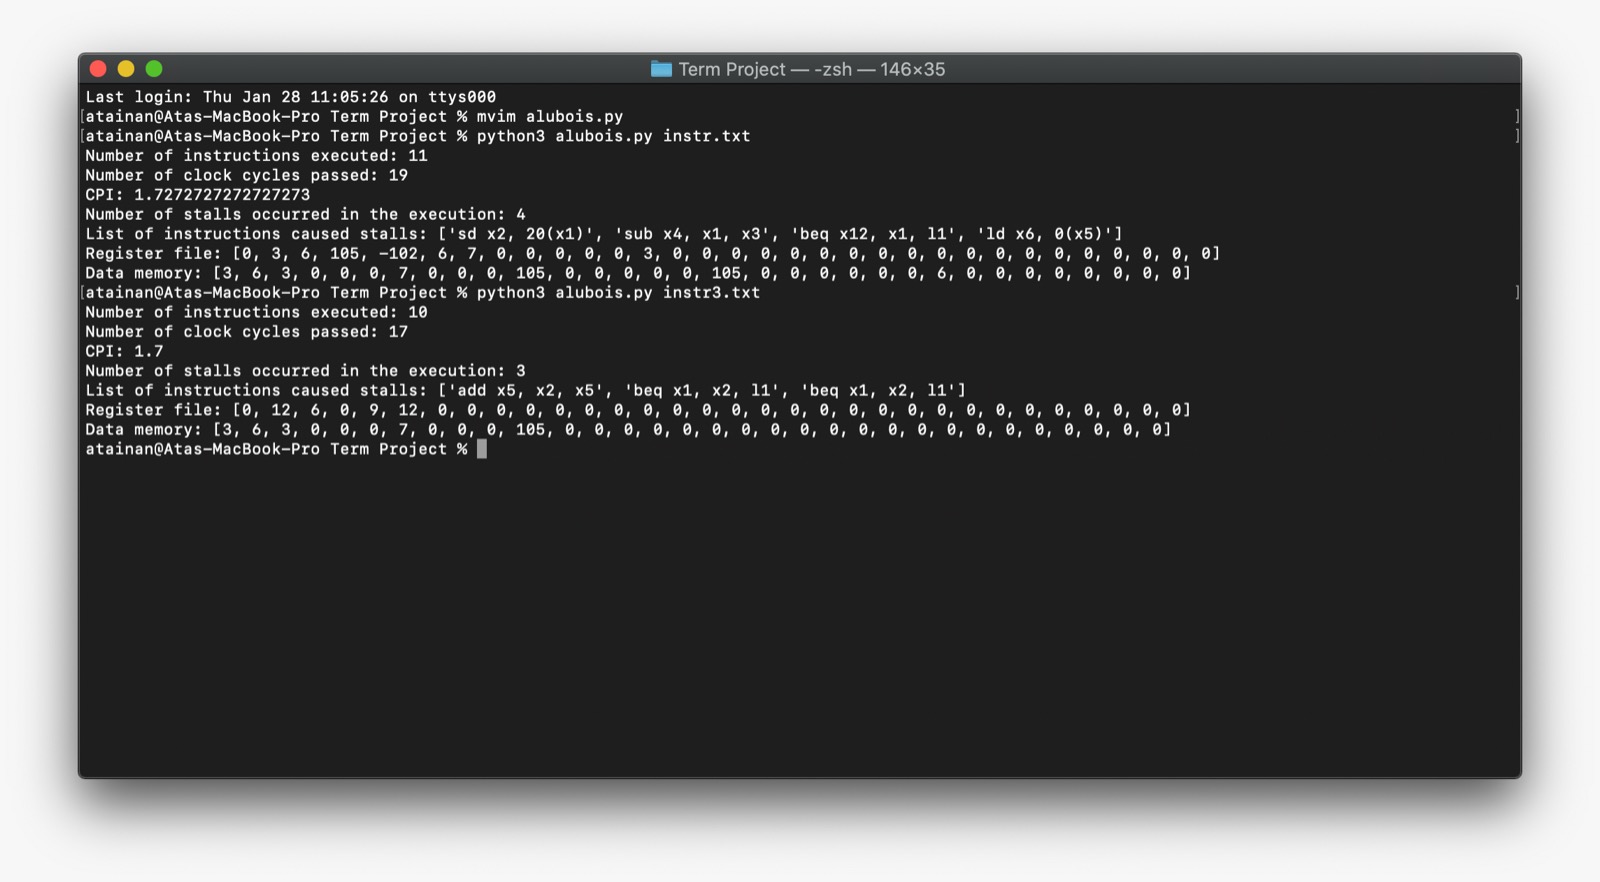 Term Project — -zsh — 146×35
Last login: Thu Jan 28 11:05:26 on ttys000
[atainan@Atas-MacBook-Pro Term Project % mvim alubois.py ]
[atainan@Atas-MacBook-Pro Term Project % python3 alubois.py instr.txt ]
Number of instructions executed: 11
Number of clock cycles passed: 19
CPI: 1.7272727272727273
Number of stalls occurred in the execution: 4
List of instructions caused stalls: ['sd x2, 20(x1)', 'sub x4, x1, x3', 'beq x12, x1, l1', 'ld x6, 0(x5)']
Register file: [0, 3, 6, 105, -102, 6, 7, 0, 0, 0, 0, 0, 3, 0, 0, 0, 0, 0, 0, 0, 0, 0, 0, 0, 0, 0, 0, 0, 0, 0, 0, 0]
Data memory: [3, 6, 3, 0, 0, 0, 7, 0, 0, 0, 105, 0, 0, 0, 0, 0, 105, 0, 0, 0, 0, 0, 0, 6, 0, 0, 0, 0, 0, 0, 0, 0]
[atainan@Atas-MacBook-Pro Term Project % python3 alubois.py instr3.txt ]
Number of instructions executed: 10
Number of clock cycles passed: 17
CPI: 1.7
Number of stalls occurred in the execution: 3
List of instructions caused stalls: ['add x5, x2, x5', 'beq x1, x2, l1', 'beq x1, x2, l1']
Register file: [0, 12, 6, 0, 9, 12, 0, 0, 0, 0, 0, 0, 0, 0, 0, 0, 0, 0, 0, 0, 0, 0, 0, 0, 0, 0, 0, 0, 0, 0, 0, 0]
Data memory: [3, 6, 3, 0, 0, 0, 7, 0, 0, 0, 105, 0, 0, 0, 0, 0, 0, 0, 0, 0, 0, 0, 0, 0, 0, 0, 0, 0, 0, 0, 0, 0]
atainan@Atas-MacBook-Pro Term Project %